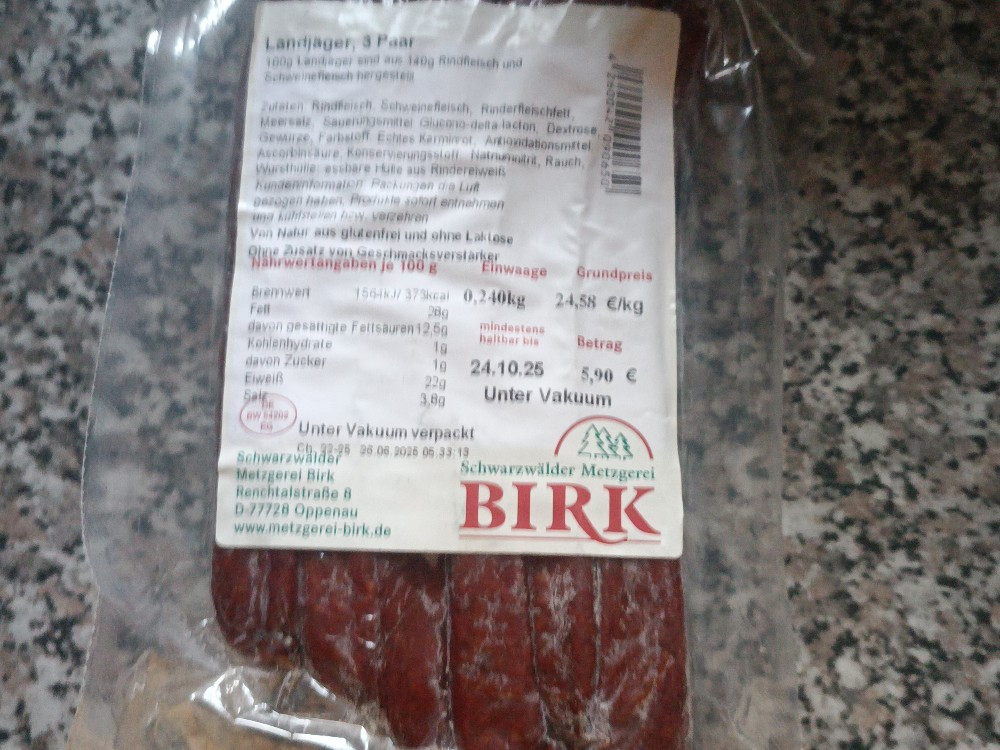 Landjäger, 3 Paar
100g Landjäger sind aus 140g Rindfleisch und
Schweinefleisch hergestellt
Zutaten: Rindfleisch, Schweinefleisch, Rinderfleischfett,
Meersalz, Säuerungsmittel Glucono-delta-lacton, Dextrose,
Gewürze, Farbstoff: Echtes Karminrot, Antioxidationsmittel
Ascorbinsäure, Konservierungsstoff: Natriumnitrit, Rauch,
Wursthülle: essbare Hülle aus Rindereiweiß
Kundeninformation: Packungen die Luft
gezogen haben, Produkte sofort entnehmen
und kühlstellen bzw. verzehren
Von Natur aus glutenfrei und ohne Laktose
Ohne Zusatz von Geschmacksverstärker
Nährwertangaben je 100 g
Brennwert 1564kJ/ 373kcal
Fett 28g
davon gesättigte Fettsäuren 12,5g
Kohlenhydrate 1g
davon Zucker 1g
Eiweiß 22g
Salz 3,8g
Einwaage Grundpreis
0,240kg 24,58 €/kg
mindestens
haltbar bis
Betrag
24.10.25 5,90 €
Unter Vakuum
DE
BW 54202
EG
Unter Vakuum verpackt
Ch. 22-25 26.06.2025 05:33:13
Schwarzwälder
Metzgerei Birk
Renchtalstraße 8
D-77728 Oppenau
www.metzgerei-birk.de
Schwarzwälder Metzgerei
BIRK